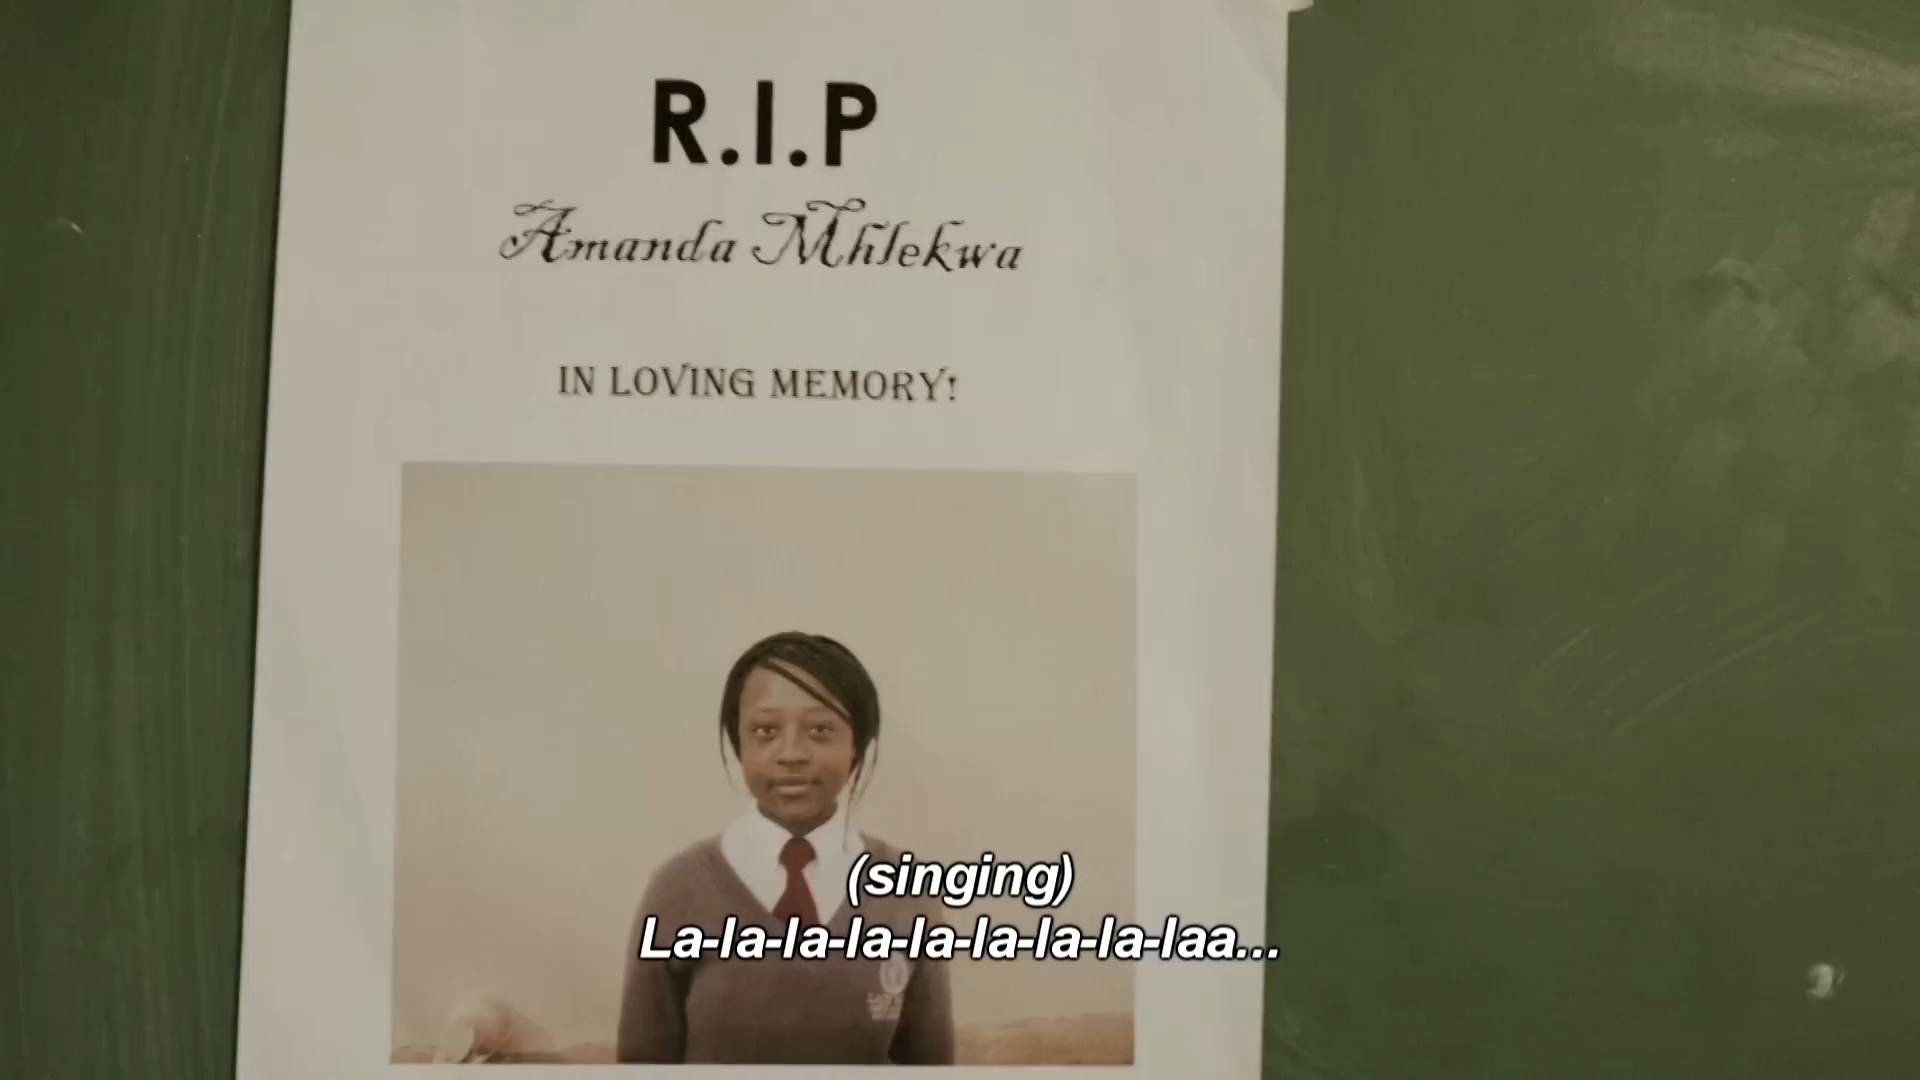 R.I.P
Amanda Mhlekwa
IN LOVING MEMORY!
(singing)
La-la-la-la-la-la-la-la-laa...